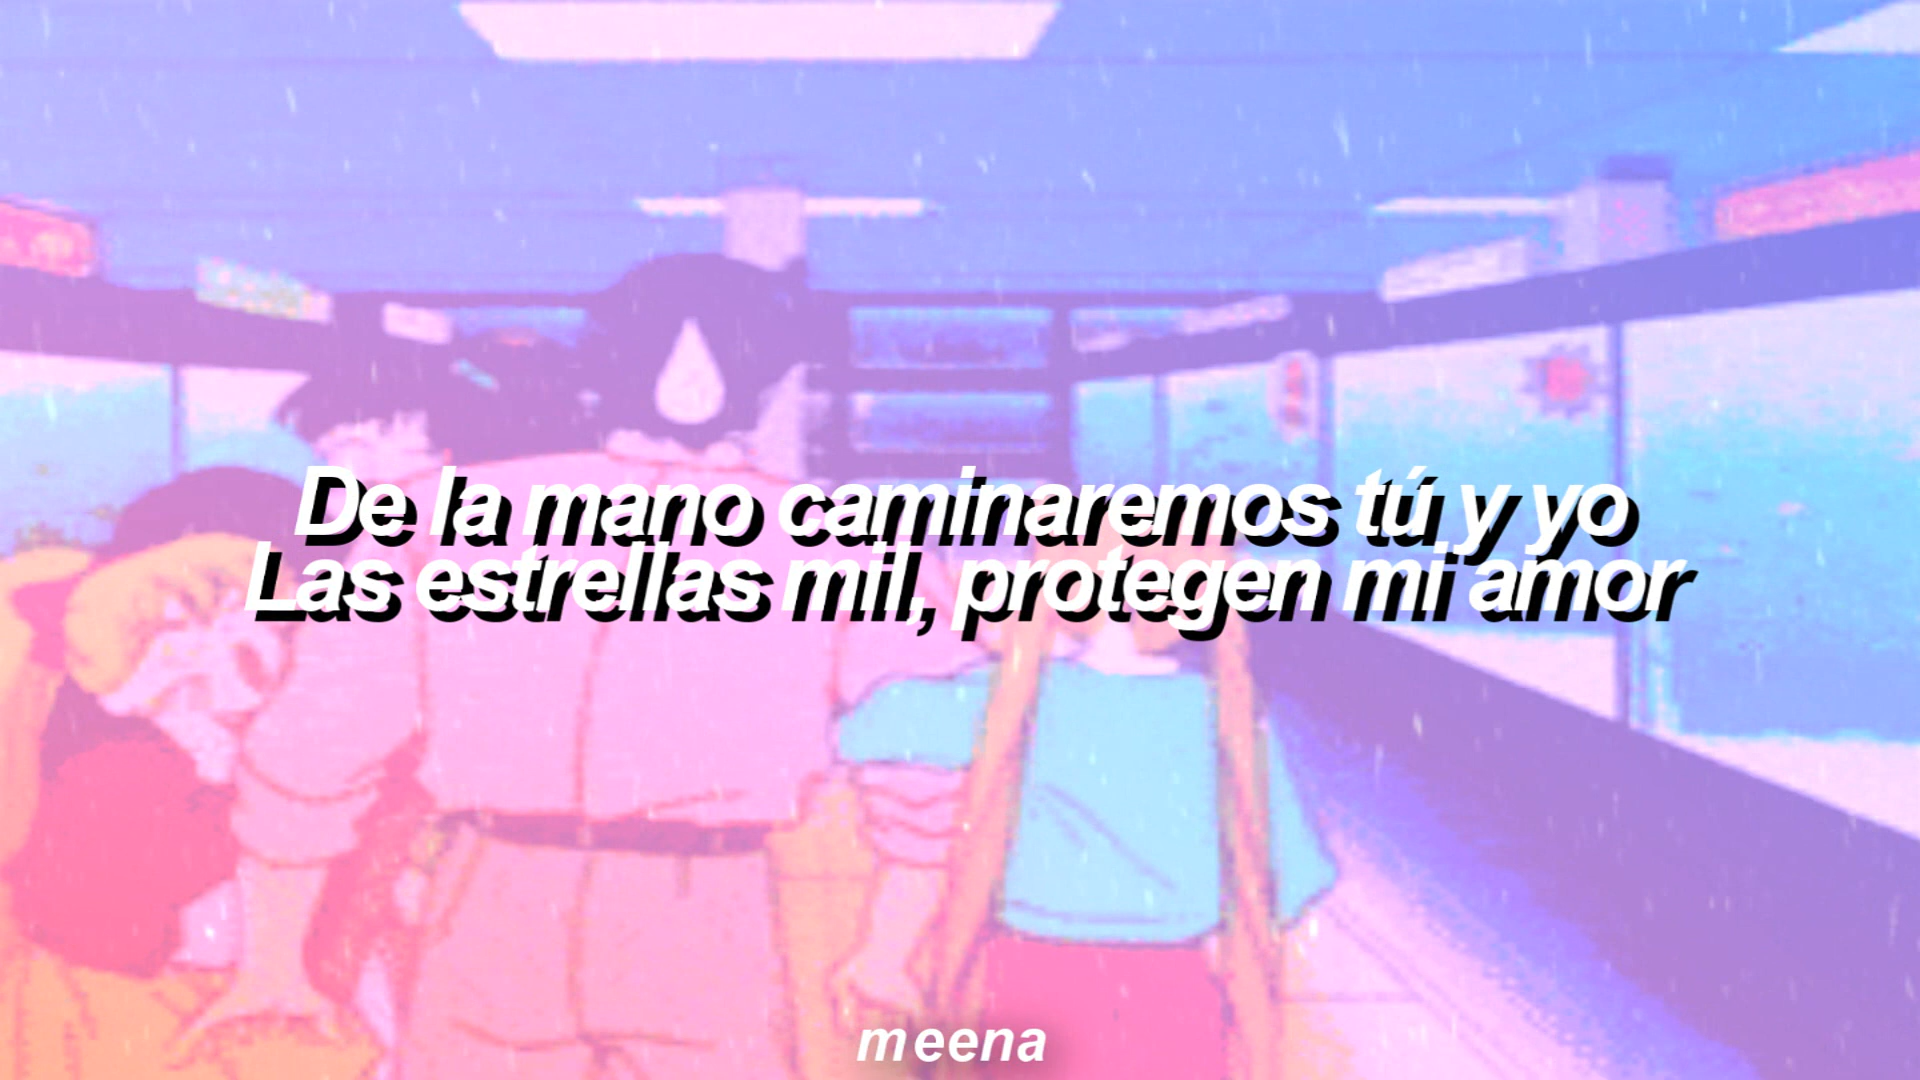 De la mano caminaremos tú y yo
Las estrellas mil, protegen mi amor
meena